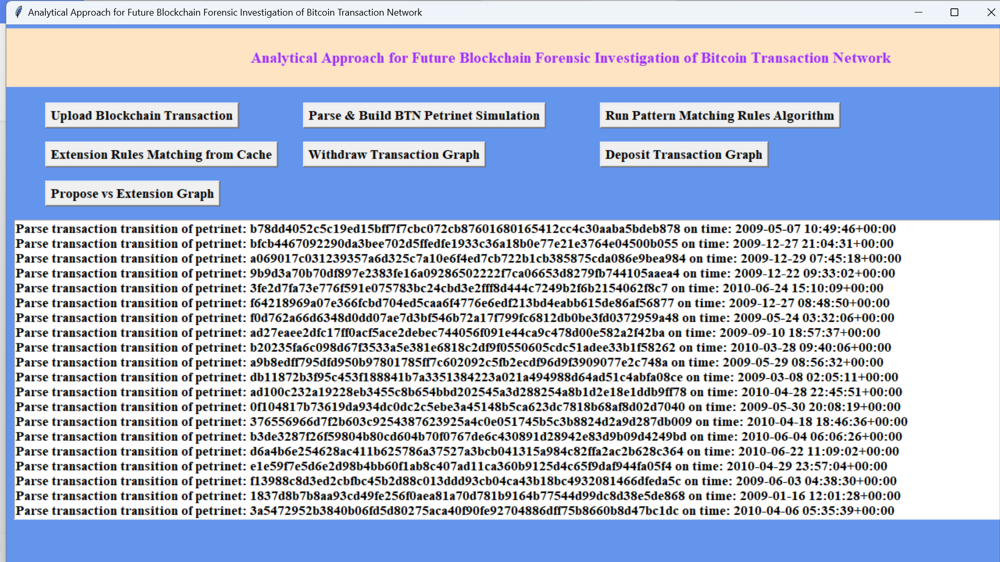 Analytical Approach for Future Blockchain Forensic Investigation of Bitcoin Transaction Network
Analytical Approach for Future Blockchain Forensic Investigation of Bitcoin Transaction Network
Upload Blockchain Transaction
Parse & Build BTN Petrinet Simulation
Run Pattern Matching Rules Algorithm
Extension Rules Matching from Cache
Withdraw Transaction Graph
Deposit Transaction Graph
Propose vs Extension Graph
Parse transaction transition of petrinet: b78dd4052c5c19ed15bff7f7cbc072cb87601680165412cc4c30aaba5bdeb878 on time: 2009-05-07 10:49:46+00:00
Parse transaction transition of petrinet: bfcb4467092290da3bee702d5ffedfe1933c36a18b0e77e21e3764e04500b055 on time: 2009-12-27 21:04:31+00:00
Parse transaction transition of petrinet: a069017c031239357a6d325c7a10e6f4ed7cb722b1cb385875cda086e9bea984 on time: 2009-12-29 07:45:18+00:00
Parse transaction transition of petrinet: 9b9d3a70b70df897e2383fe16a09286502222f7ca06653d8279fb744105aaea4 on time: 2009-12-22 09:33:02+00:00
Parse transaction transition of petrinet: 3fe2d7fa73e776f591e075783bc24cbd3e2fff8d444c7249b2f6b2154062f8c7 on time: 2010-06-24 15:10:09+00:00
Parse transaction transition of petrinet: f64218969a07e366fcbd704ed5caa6f4776e6edf213bd4eabb615de86af56877 on time: 2009-12-27 08:48:50+00:00
Parse transaction transition of petrinet: f0d762a66d6348d0dd07ae7d3bf546b72a17f799fc6812db0be3fd0372959a48 on time: 2009-05-24 03:32:06+00:00
Parse transaction transition of petrinet: ad27eaee2dfc17ff0acf5ace2debec744056f091e44ca9c478d00e582a2f42ba on time: 2009-09-10 18:57:37+00:00
Parse transaction transition of petrinet: b20235fa6c098d67f3533a5e381e6818c2df9f0550605cdc51adee33b1f58262 on time: 2010-03-28 09:40:06+00:00
Parse transaction transition of petrinet: a9b8edff795dfd950b97801785ff7c602092c5fb2ecdf96d9f3909077e2c748a on time: 2009-05-29 08:56:32+00:00
Parse transaction transition of petrinet: db11872b3f95c453f188841b7a3351384223a021a494988d64ad51c4abfa08ce on time: 2009-03-08 02:05:11+00:00
Parse transaction transition of petrinet: ad100c232a19228eb3455c8b654bbd202545a3d288254a8b1d2e18e1ddb9ff78 on time: 2010-04-28 22:45:51+00:00
Parse transaction transition of petrinet: 0f104817b73619da934dc0dc2c5ebe3a45148b5ca623dc7818b68af8d02d7040 on time: 2009-05-30 20:08:19+00:00
Parse transaction transition of petrinet: 376556966d7f2b603c9254387623925a4c0e051745b5c3b8824d2a9d287db009 on time: 2010-04-18 18:46:36+00:00
Parse transaction transition of petrinet: b3de3287f26f59804b80cd604b70f0767de6c430891d28942e83d9b09d4249bd on time: 2010-06-04 06:06:26+00:00
Parse transaction transition of petrinet: d6a4b6e254628ac411b625786a37527a3bcb041315a984c82ffa2ac2b628c364 on time: 2010-06-22 11:09:02+00:00
Parse transaction transition of petrinet: e1e59f7e5d6e2d98b4bb60f1ab8c407ad11ca360b9125d4c65f9daf944fa05f4 on time: 2010-04-29 23:57:04+00:00
Parse transaction transition of petrinet: f13988c8d3ed2cbfbc45b2d88c013ddd93cb04ca43b18bc4932081466dfeda5c on time: 2009-06-03 04:38:30+00:00
Parse transaction transition of petrinet: 1837d8b7b8aa93cd49fe256f0aea81a70d781b9164b77544d99dc8d38e5de868 on time: 2009-01-16 12:01:28+00:00
Parse transaction transition of petrinet: 3a5472952b3840b06fd5d80275aca40f90fe92704886dff75b8660b8d47bc1dc on time: 2010-04-06 05:35:39+00:00